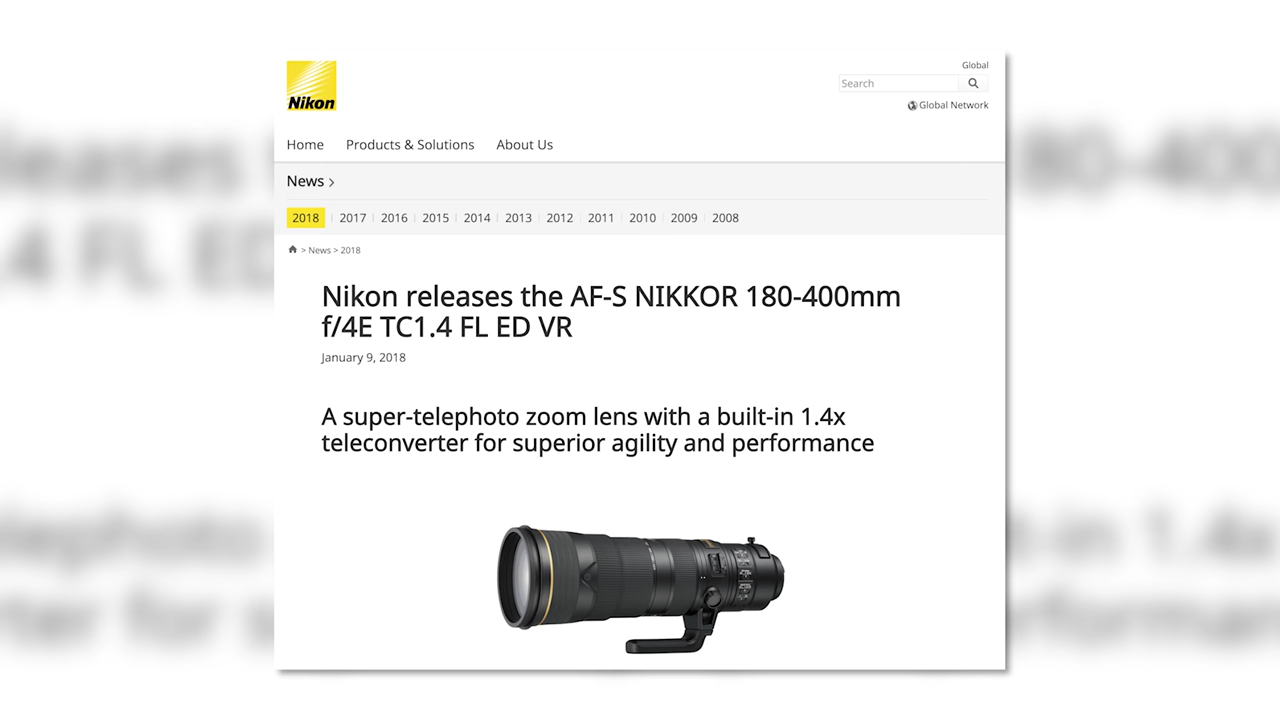 Nikon
Global
Search
Global Network
Home Products & Solutions About Us
News >
2018 2017 2016 2015 2014 2013 2012 2011 2010 2009 2008
> News > 2018
Nikon releases the AF-S NIKKOR 180-400mm
f/4E TC1.4 FL ED VR
January 9, 2018
A super-telephoto zoom lens with a built-in 1.4x
teleconverter for superior agility and performance